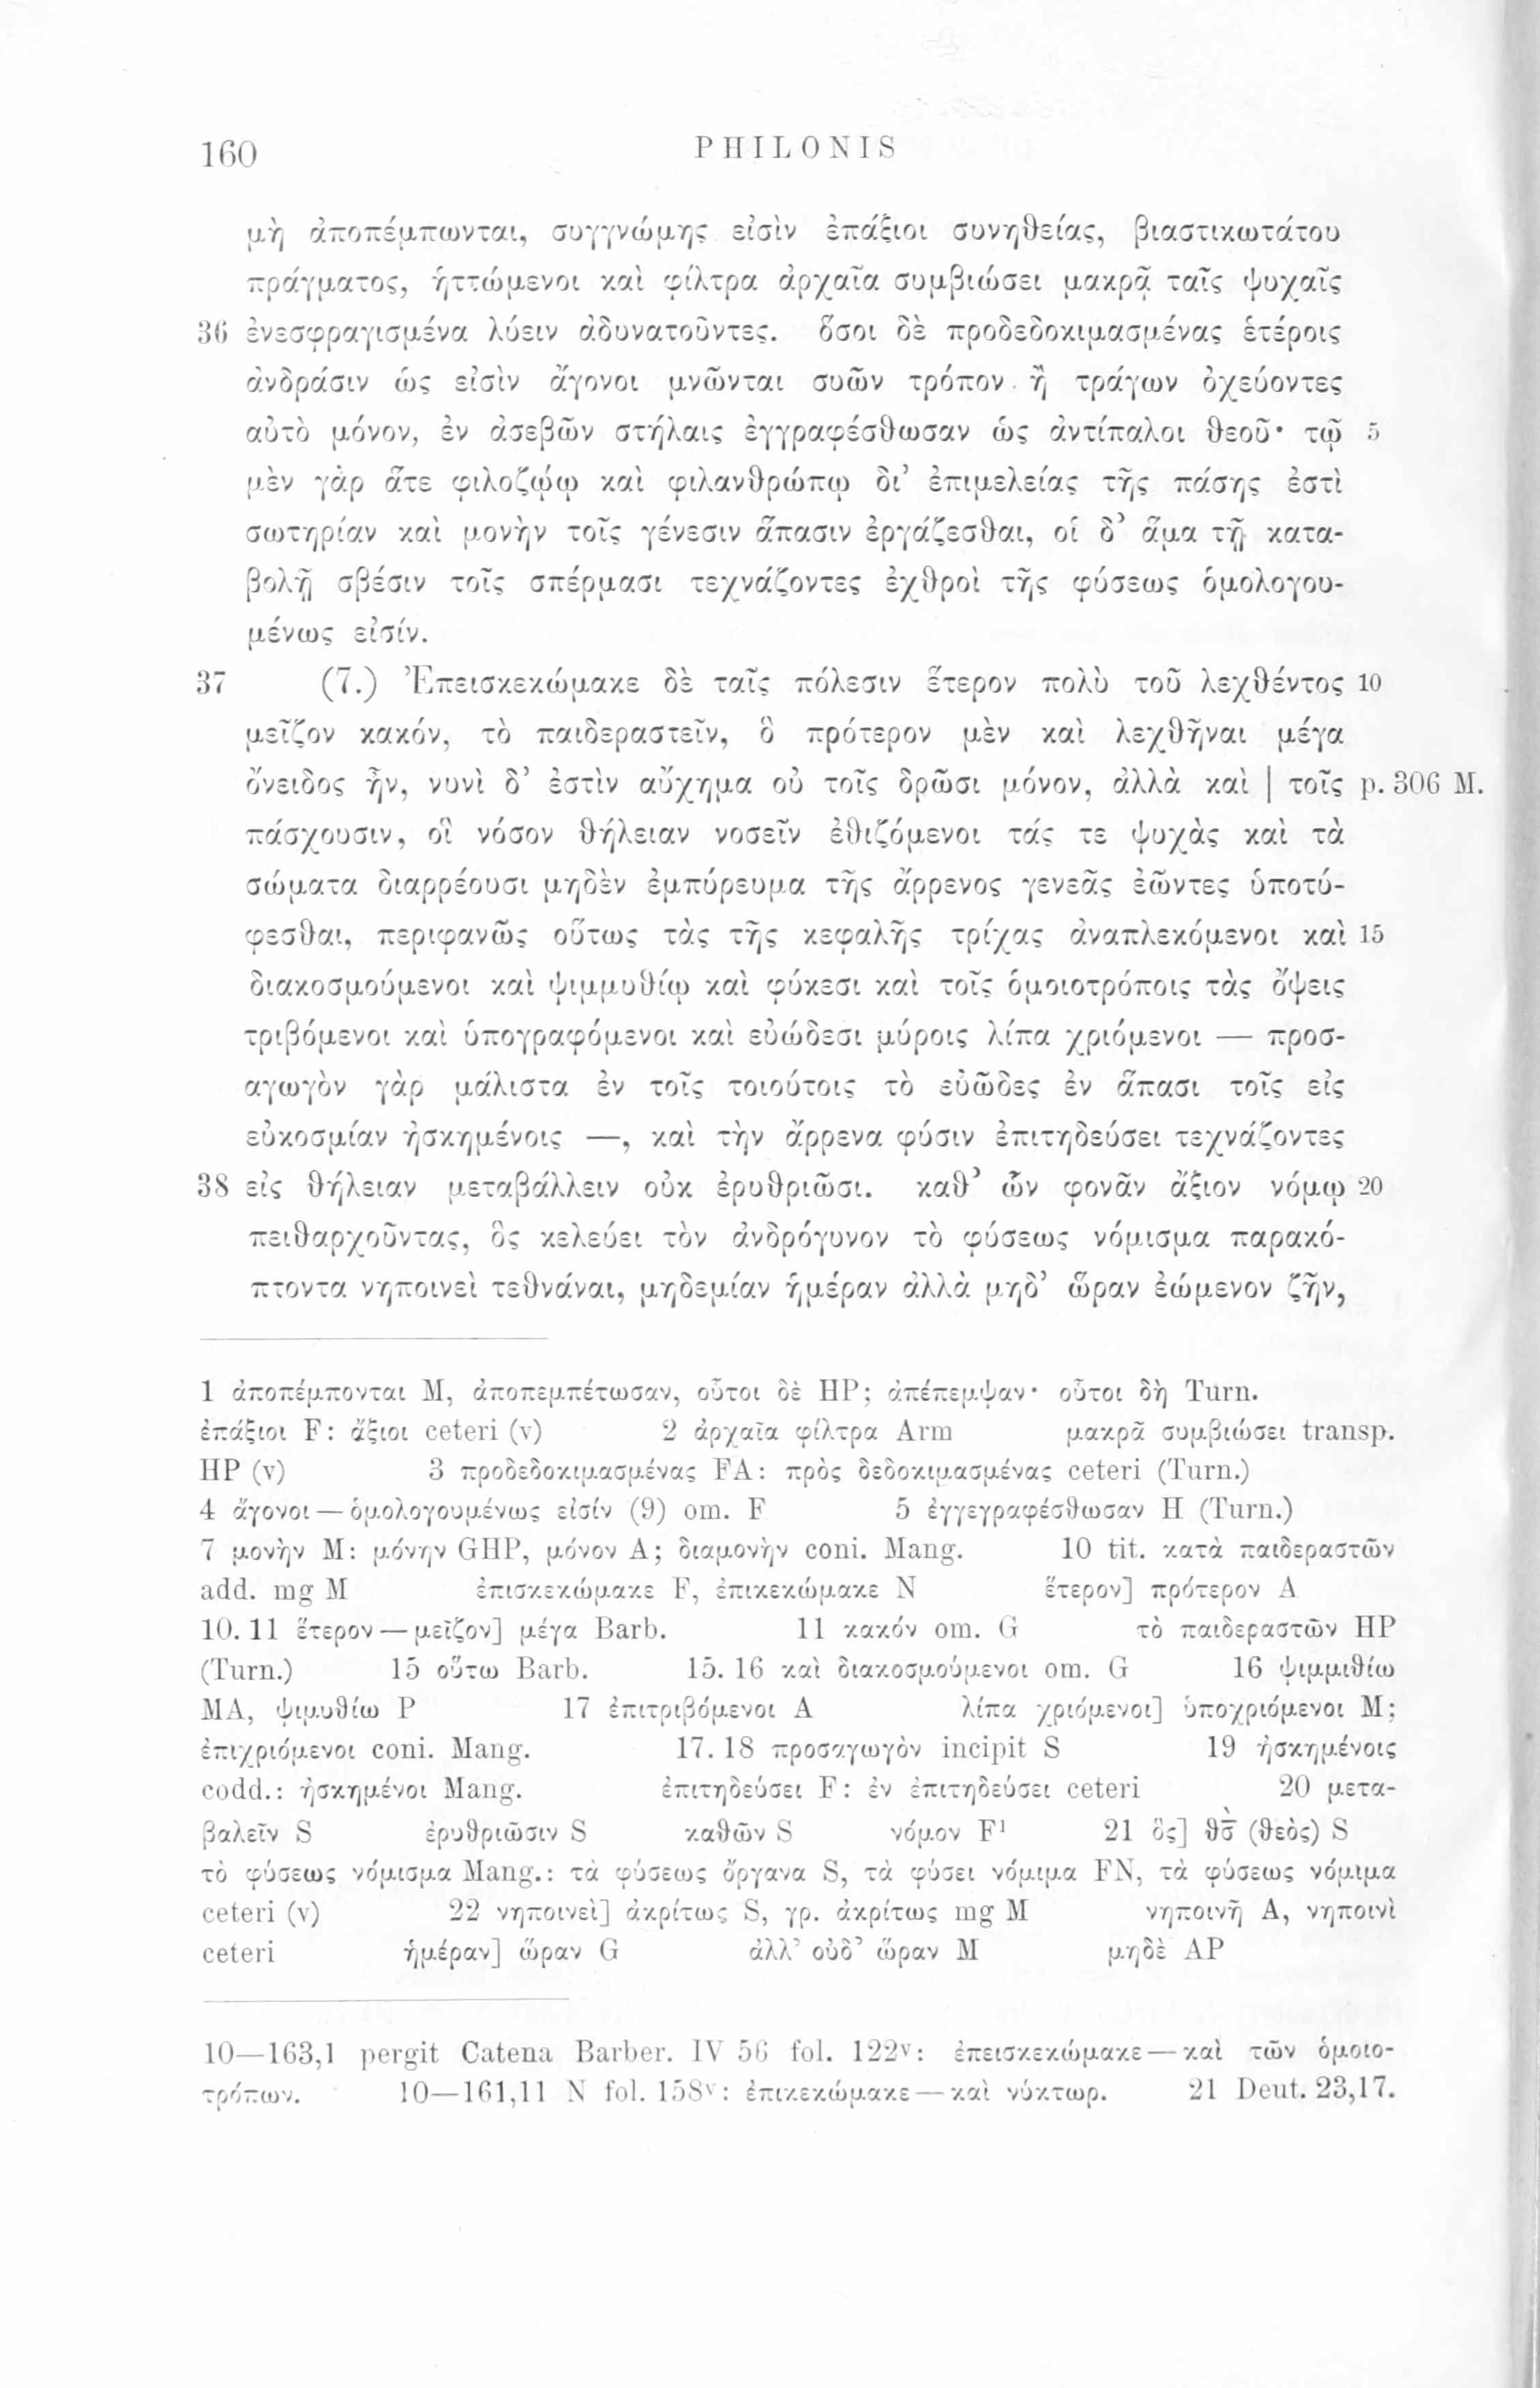 160 PHILONIS
μὴ ἀποπέμπωνται, συγγνώμης εἰσὶν ἐπάξιοι συνηθείας, βιαστικωτάτου
πράγματος, ἡττώμενοι καὶ φίλτρα ἀρχαῖα συμβιώσει μακρᾷ ταῖς ψυχαῖς
36 ἐνεσφραγισμένα λύειν ἀδυνατοῦντες. ὅσοι δὲ προδεδοκιμασμένας ἑτέροις
ἀνδράσιν ὡς εἰσὶν ἄγονοι μνῶνται συῶν τρόπον ἢ τράγων ὀχεύοντες
αὐτὸ μόνον, ἐν ἀσεβῶν στήλαις ἐγγραφέσθωσαν ὡς ἀντίπαλοι θεοῦ· τῷ 5
μὲν γὰρ ἅτε φιλοζῴῳ καὶ φιλανθρώπῳ δι’ ἐπιμελείας τῆς πάσης ἐστὶ
σωτηρίαν καὶ μονὴν τοῖς γένεσιν ἅπασιν ἐργάζεσθαι, οἱ δ’ ἅμα τῇ κατα-
βολῇ σβέσιν τοῖς σπέρμασι τεχνάζοντες ἐχθροὶ τῆς φύσεως ὁμολογου-
μένως εἰσίν.
37 (7.) Ἐπεισκεκώμακε δὲ ταῖς πόλεσιν ἕτερον πολὺ τοῦ λεχθέντος 10
μεῖζον κακόν, τὸ παιδεραστεῖν, ὃ πρότερον μὲν καὶ λεχθῆναι μέγα
ὄνειδος ἦν, νυνὶ δ’ ἐστὶν αὔχημα οὐ τοῖς δρῶσι μόνον, ἀλλὰ καὶ | τοῖς p. 306 M.
πάσχουσιν, οἳ νόσον θήλειαν νοσεῖν ἐθιζόμενοι τάς τε ψυχὰς καὶ τὰ
σώματα διαρρέουσι μηδὲν ἐμπύρευμα τῆς ἄρρενος γενεᾶς ἐῶντες ὑποτύ-
φεσθαι, περιφανῶς οὕτως τὰς τῆς κεφαλῆς τρίχας ἀναπλεκόμενοι καὶ 15
διακοσμούμενοι καὶ ψιμμυθίῳ καὶ φύκεσι καὶ τοῖς ὁμοιοτρόποις τὰς ὄψεις
τριβόμενοι καὶ ὑπογραφόμενοι καὶ εὐώδεσι μύροις λίπα χριόμενοι — προσ-
αγωγὸν γὰρ μάλιστα ἐν τοῖς τοιούτοις τὸ εὐῶδες ἐν ἅπασι τοῖς εἰς
εὐκοσμίαν ἠσκημένοις —, καὶ τὴν ἄρρενα φύσιν ἐπιτηδεύσει τεχνάζοντες
38 εἰς θήλειαν μεταβάλλειν οὐκ ἐρυθριῶσι. καθ’ ὧν φονᾶν ἄξιον νόμῳ 20
πειθαρχοῦντας, ὃς κελεύει τὸν ἀνδρόγυνον τὸ φύσεως νόμισμα παρακό-
πτοντα νηποινεὶ τεθνάναι, μηδεμίαν ἡμέραν ἀλλὰ μηδ’ ὥραν ἐώμενον ζῆν,
1 ἀποπέμπονται M, ἀποπεμπέτωσαν, οὗτοι δὲ HP; ἀπέπεμψαν· οὗτοι δὴ Turn.
ἐπάξιοι F: ἄξιοι ceteri (v) 2 ἀρχαῖα φίλτρα Arm μακρᾶ συμβιώσει transp.
HP (v) 3 προδεδοκιμασμένας FA: πρὸς δεδοκιμασμένας ceteri (Turn.)
4 ἄγονοι — ὁμολογουμένως εἰσίν (9) om. F 5 ἐγγεγραφέσθωσαν H (Turn.)
7 μονὴν M: μόνην GHP, μόνον A; διαμονὴν coni. Mang. 10 tit. κατὰ παιδεραστῶν
add. mg M ἐπισκεκώμακε F, ἐπικεκώμακε N ἕτερον] πρότερον A
10. 11 ἕτερον — μεῖζον] μέγα Barb. 11 κακόν om. G τὸ παιδεραστῶν HP
(Turn.) 15 οὕτω Barb. 15. 16 καὶ διακοσμούμενοι om. G 16 ψιμμιθίω
MA, ψιμυθίω P 17 ἐπιτριβόμενοι A λίπα χριόμενοι] ὑποχριόμενοι M;
ἐπιχριόμενοι coni. Mang. 17. 18 προσαγωγὸν incipit S 19 ἠσκημένοις
codd.: ἠσκημένοι Mang. ἐπιτηδεύσει F: ἐν ἐπιτηδεύσει ceteri 20 μετα-
βαλεῖν S ἐρυθριῶσιν S καθῶν S νόμον F¹ 21 ὃς] θσ̀ (θεὸς) S
τὸ φύσεως νόμισμα Mang.: τὰ φύσεως ὄργανα S, τὰ φύσει νόμιμα FN, τὰ φύσεως νόμιμα
ceteri (v) 22 νηποινεὶ] ἀκρίτως S, γρ. ἀκρίτως mg M νηποινῆ A, νηποινὶ
ceteri ἡμέραν] ὥραν G ἀλλ’ οὐδ’ ὥραν M μηδὲ AP
10—163,1 pergit Catena Barber. IV 56 fol. 122ᵛ: ἐπεισκεκώμακε — καὶ τῶν ὁμοιο-
τρόπων. 10—161,11 N fol. 158ᵛ: ἐπικεκώμακε — καὶ νύκτωρ. 21 Deut. 23,17.